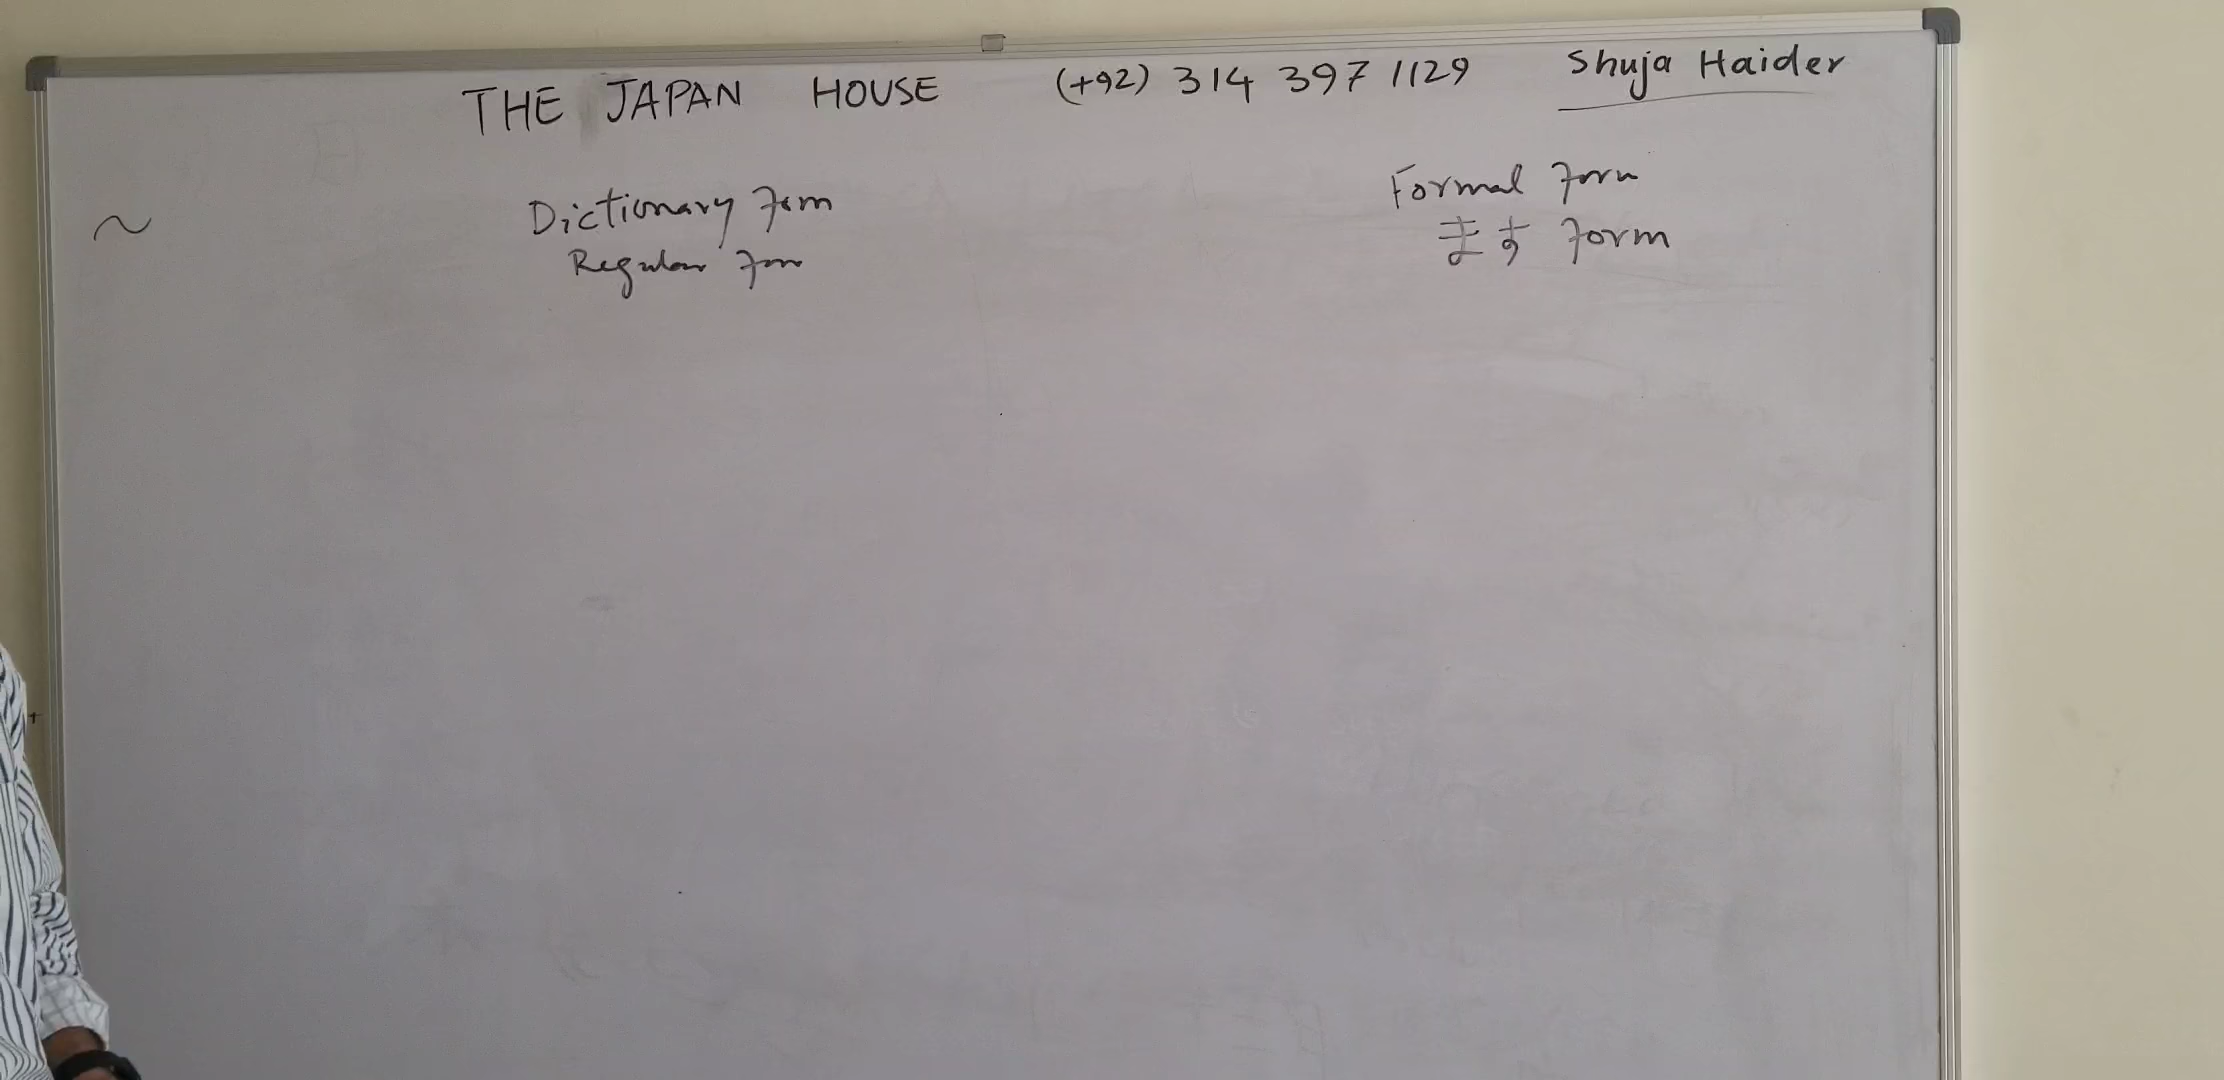 THE JAPAN HOUSE (+92) 314 397 1129 Shuja Haider
~ Dictionary form Formal form
Regular form ます form